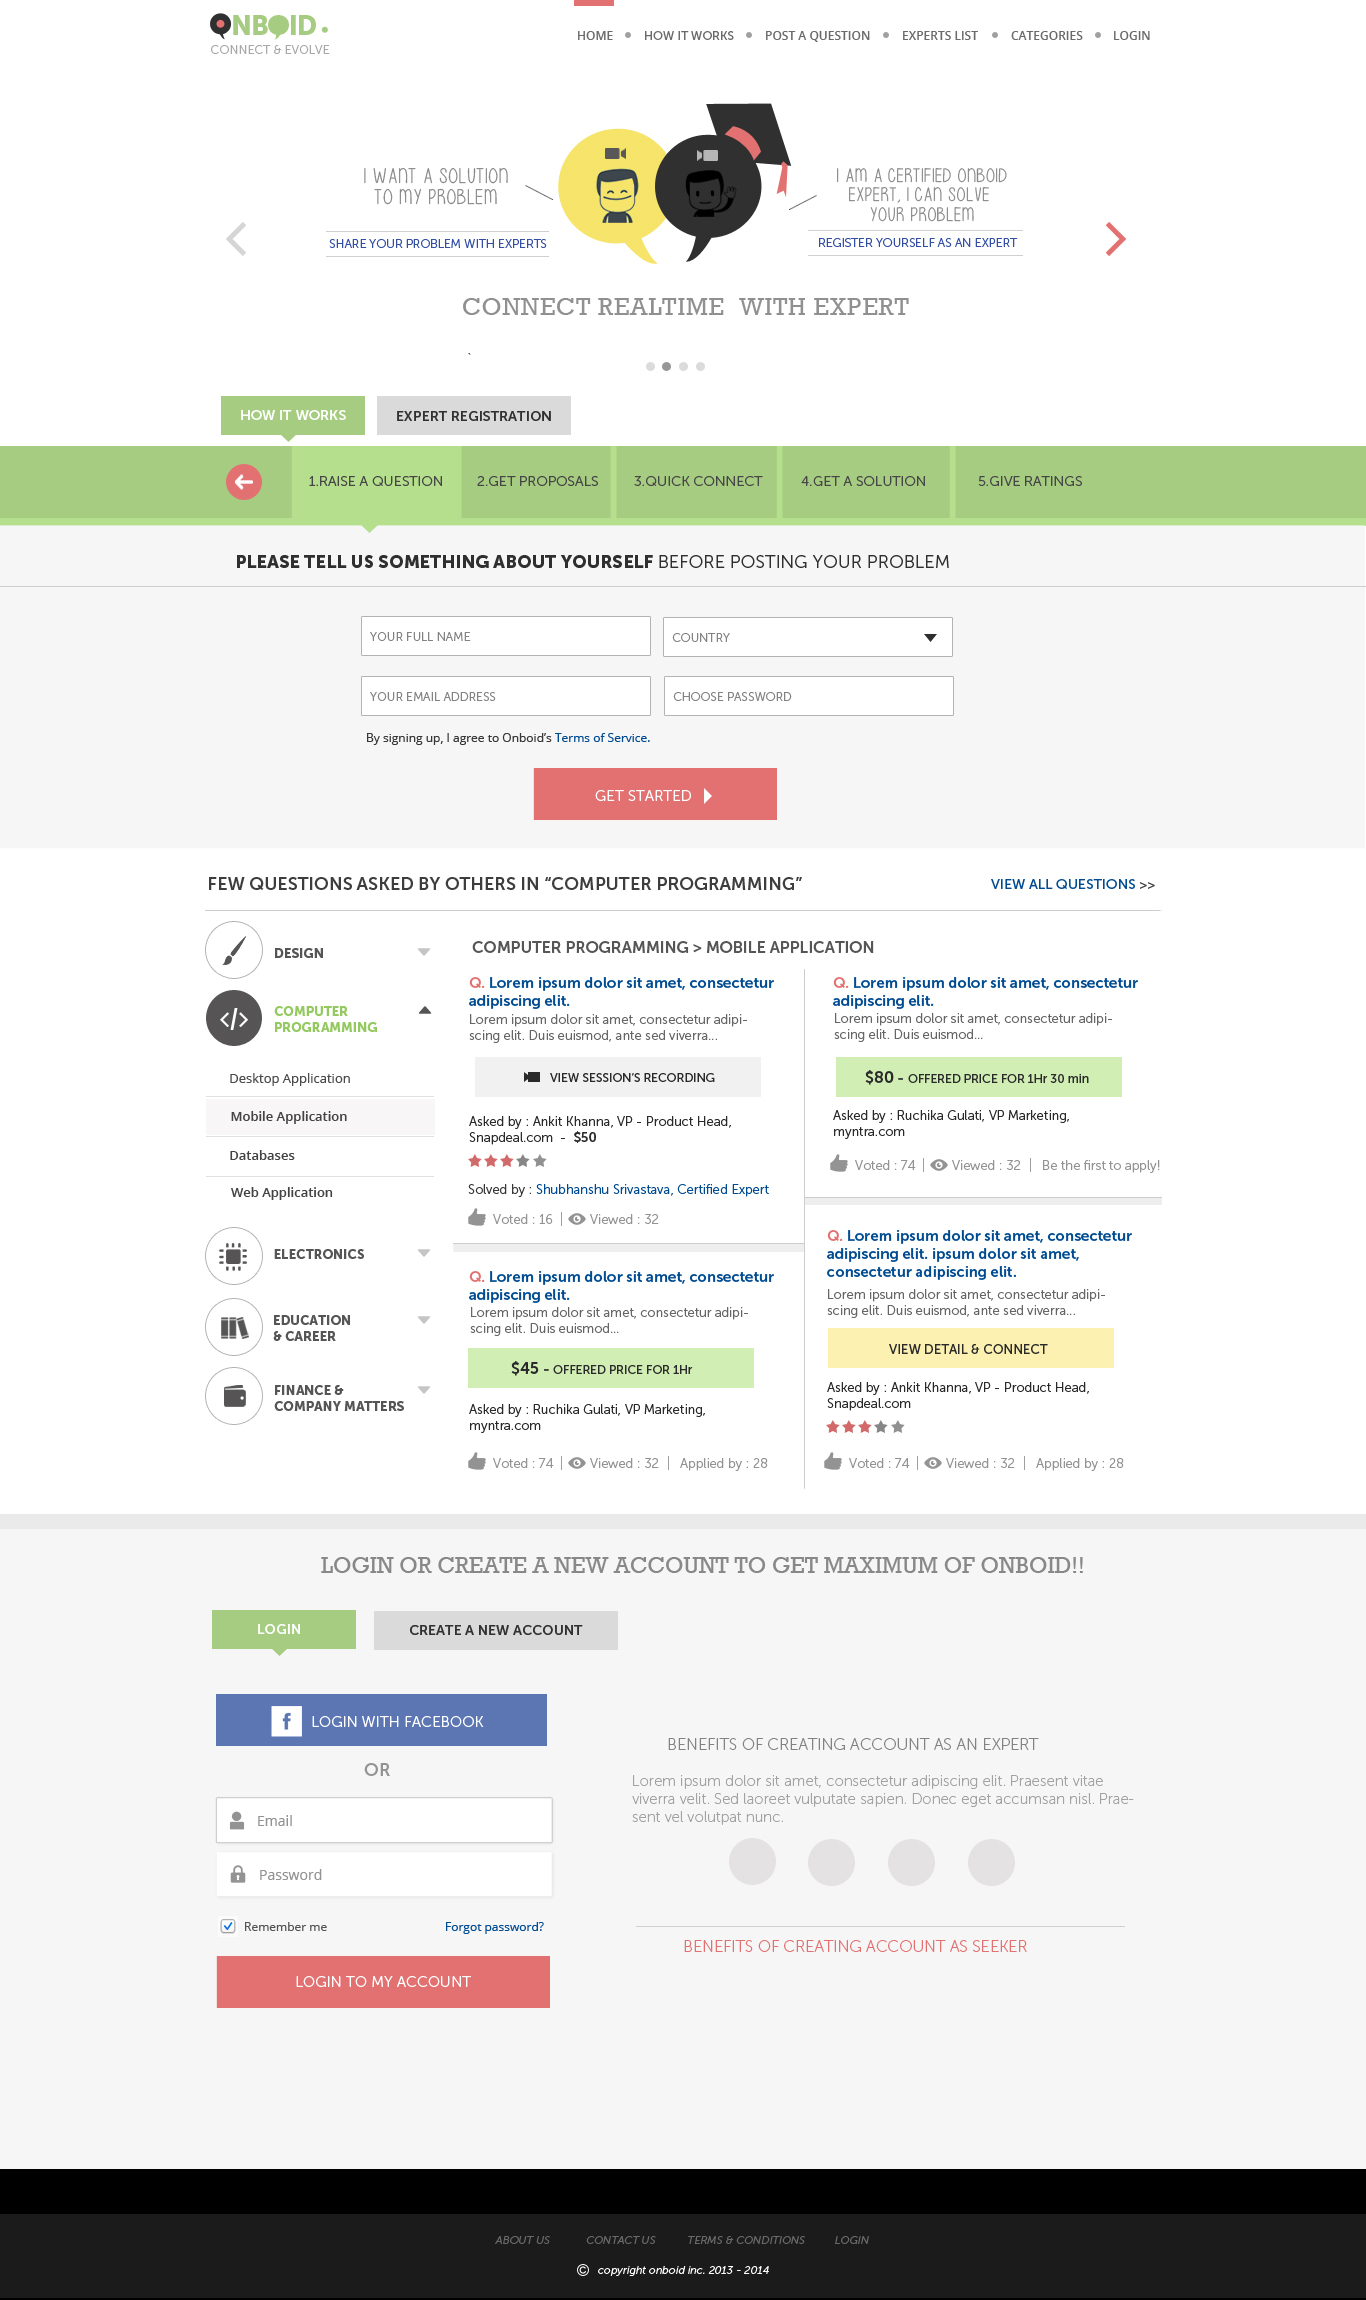 ONBOID.
CONNECT & EVOLVE
HOME HOW IT WORKS POST A QUESTION EXPERTS LIST CATEGORIES LOGIN
I WANT A SOLUTION
TO MY PROBLEM
SHARE YOUR PROBLEM WITH EXPERTS
I AM A CERTIFIED ONBOID
EXPERT, I CAN SOLVE
YOUR PROBLEM
REGISTER YOURSELF AS AN EXPERT
CONNECT REALTIME WITH EXPERT
HOW IT WORKS
EXPERT REGISTRATION
1.RAISE A QUESTION
2.GET PROPOSALS
3.QUICK CONNECT
4.GET A SOLUTION
5.GIVE RATINGS
PLEASE TELL US SOMETHING ABOUT YOURSELF BEFORE POSTING YOUR PROBLEM
YOUR FULL NAME
COUNTRY
YOUR EMAIL ADDRESS
CHOOSE PASSWORD
By signing up, I agree to Onboid's Terms of Service.
GET STARTED
FEW QUESTIONS ASKED BY OTHERS IN “COMPUTER PROGRAMMING”
VIEW ALL QUESTIONS >>
DESIGN
COMPUTER
PROGRAMMING
Desktop Application
Mobile Application
Databases
Web Application
ELECTRONICS
EDUCATION
& CAREER
FINANCE &
COMPANY MATTERS
COMPUTER PROGRAMMING > MOBILE APPLICATION
Q. Lorem ipsum dolor sit amet, consectetur
adipiscing elit.
Lorem ipsum dolor sit amet, consectetur adipi-
scing elit. Duis euismod, ante sed viverra...
VIEW SESSION'S RECORDING
Asked by : Ankit Khanna, VP - Product Head,
Snapdeal.com - $50
Solved by : Shubhanshu Srivastava, Certified Expert
Voted : 16 | Viewed : 32
Q. Lorem ipsum dolor sit amet, consectetur
adipiscing elit.
Lorem ipsum dolor sit amet, consectetur adipi-
scing elit. Duis euismod...
$45 - OFFERED PRICE FOR 1Hr
Asked by : Ruchika Gulati, VP Marketing,
myntra.com
Voted : 74 | Viewed : 32 | Applied by : 28
Q. Lorem ipsum dolor sit amet, consectetur
adipiscing elit.
Lorem ipsum dolor sit amet, consectetur adipi-
scing elit. Duis euismod...
$80 - OFFERED PRICE FOR 1Hr 30 min
Asked by : Ruchika Gulati, VP Marketing,
myntra.com
Voted : 74 | Viewed : 32 | Be the first to apply!
Q. Lorem ipsum dolor sit amet, consectetur
adipiscing elit. ipsum dolor sit amet,
consectetur adipiscing elit.
Lorem ipsum dolor sit amet, consectetur adipi-
scing elit. Duis euismod, ante sed viverra...
VIEW DETAIL & CONNECT
Asked by : Ankit Khanna, VP - Product Head,
Snapdeal.com
Voted : 74 | Viewed : 32 | Applied by : 28
LOGIN OR CREATE A NEW ACCOUNT TO GET MAXIMUM OF ONBOID!!
LOGIN
CREATE A NEW ACCOUNT
f LOGIN WITH FACEBOOK
OR
Email
Password
Remember me
Forgot password?
LOGIN TO MY ACCOUNT
BENEFITS OF CREATING ACCOUNT AS AN EXPERT
Lorem ipsum dolor sit amet, consectetur adipiscing elit. Praesent vitae
viverra velit. Sed laoreet vulputate sapien. Donec eget accumsan nisl. Prae-
sent vel volutpat nunc.
BENEFITS OF CREATING ACCOUNT AS SEEKER
ABOUT US CONTACT US TERMS & CONDITIONS LOGIN
© copyright onboid inc. 2013 - 2014